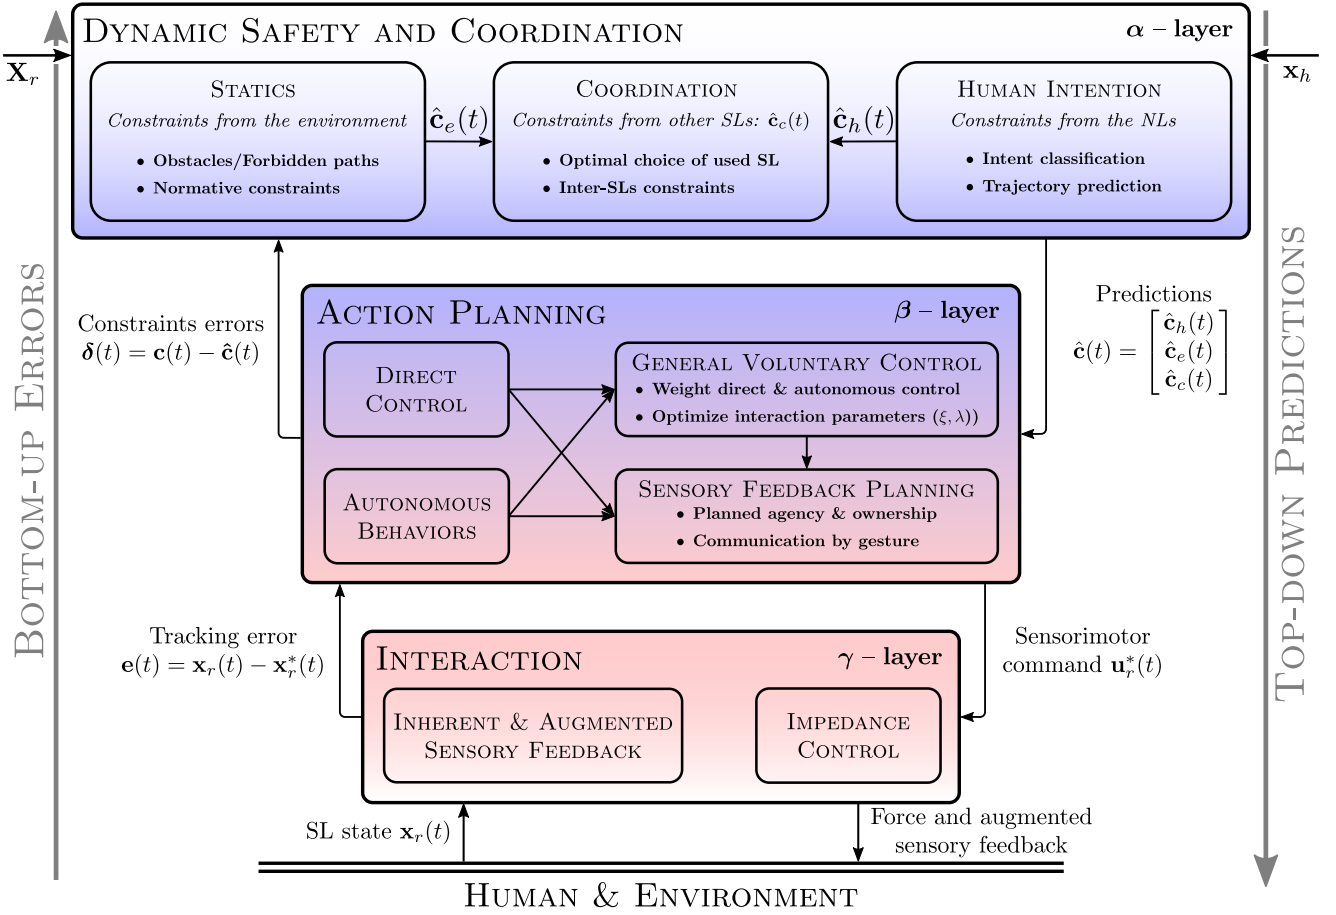 DYNAMIC SAFETY AND COORDINATION
α – layer
X_r
x_h
STATICS
Constraints from the environment
• Obstacles/Forbidden paths
• Normative constraints
ĉ_e(t)
COORDINATION
Constraints from other SLs: ĉ_c(t)
• Optimal choice of used SL
• Inter-SLs constraints
ĉ_h(t)
HUMAN INTENTION
Constraints from the NLs
• Intent classification
• Trajectory prediction
BOTTOM-UP ERRORS
TOP-DOWN PREDICTIONS
Constraints errors
δ(t) = c(t) − ĉ(t)
Predictions
ĉ(t) = [ĉ_h(t)
ĉ_e(t)
ĉ_c(t)]
ACTION PLANNING
β – layer
DIRECT
CONTROL
AUTONOMOUS
BEHAVIORS
GENERAL VOLUNTARY CONTROL
• Weight direct & autonomous control
• Optimize interaction parameters (ξ, λ))
SENSORY FEEDBACK PLANNING
• Planned agency & ownership
• Communication by gesture
Tracking error
e(t) = x_r(t) − x_r^*(t)
Sensorimotor
command u_r^*(t)
INTERACTION
γ – layer
INHERENT & AUGMENTED
SENSORY FEEDBACK
IMPEDANCE
CONTROL
SL state x_r(t)
Force and augmented
sensory feedback
HUMAN & ENVIRONMENT